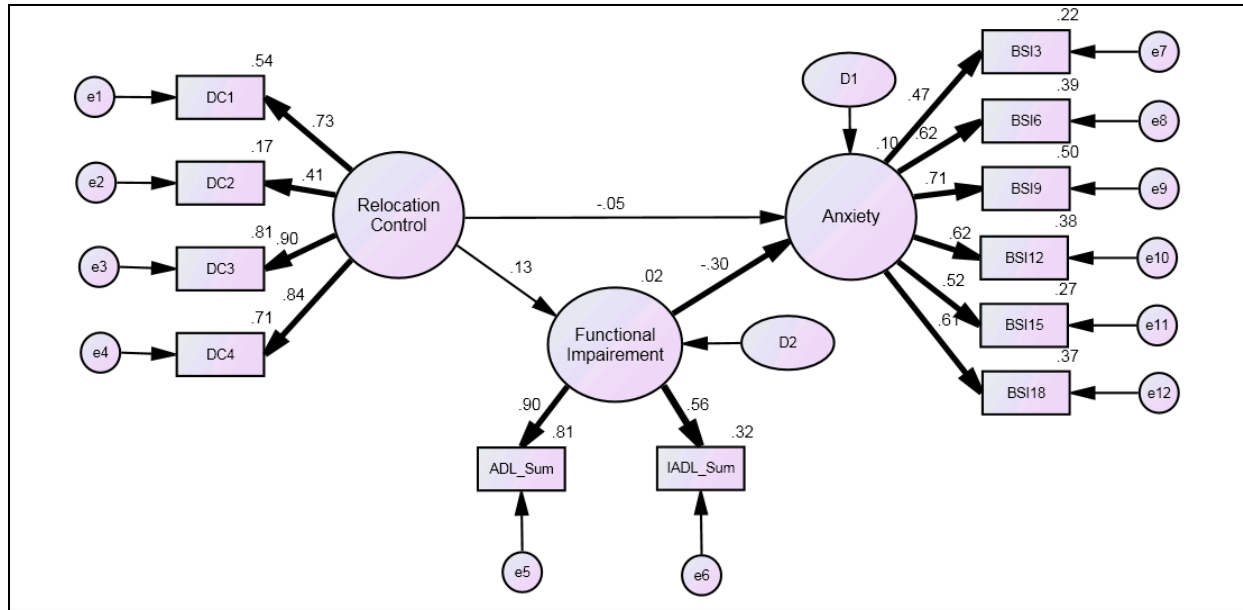 .22
BSI3
e7
D1
.54
e1
DC1
.47
.39
.73
.10
.62
BSI6
e8
.17
.50
e2
DC2
.41
.71
BSI9
e9
Relocation
Control
-.05
Anxiety
.38
.81
.90
.62
BSI12
e10
e3
DC3
.13
.02
-.30
.52
.27
.84
.71
.61
BSI15
e11
e4
DC4
Functional
Impairement
D2
.37
BSI18
e12
.90
.56
.81
.32
ADL_Sum
IADL_Sum
e5
e6